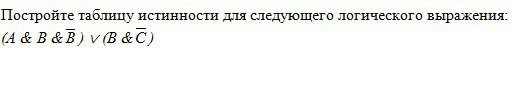 Постройте таблицу истинности для следующего логического выражения:
(A & B & B̅ ) ∨ (B & C̅ )